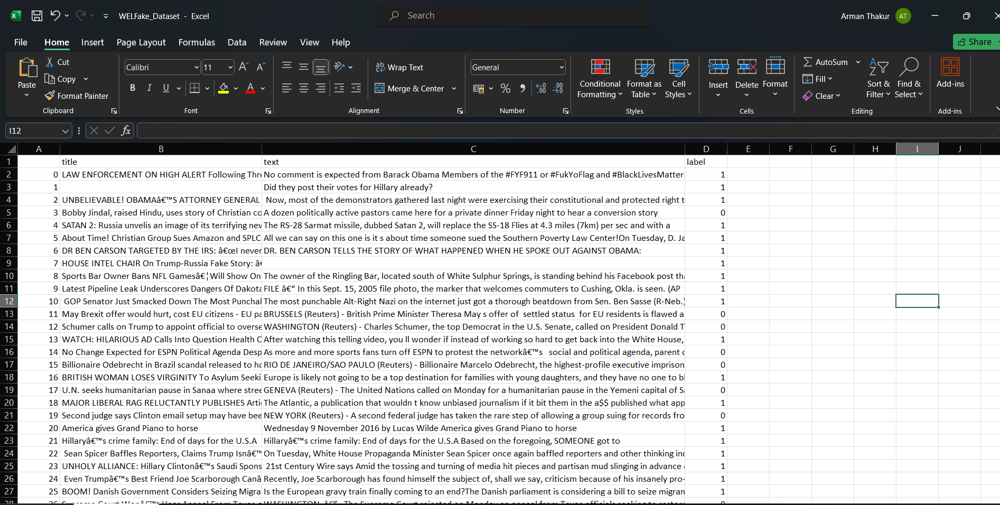 WELFake_Dataset - Excel
Search
Arman Thakur AT
File Home Insert Page Layout Formulas Data Review View Help
Share
Paste
Cut
Copy
Format Painter
Clipboard
Calibri 11
B I U
Font
Wrap Text
Merge & Center
Alignment
General
Number
Conditional Formatting
Format as Table
Cell Styles
Styles
Insert Delete Format
Cells
AutoSum
Fill
Clear
Sort & Filter
Find & Select
Editing
Add-ins
Add-ins
I12
fx
A B C D E F G H I J
1 title text label
2 0 LAW ENFORCEMENT ON HIGH ALERT Following Thre No comment is expected from Barack Obama Members of the #FYF911 or #FukYoFlag and #BlackLivesMatter 1
3 1 Did they post their votes for Hillary already? 1
4 2 UNBELIEVABLE! OBAMAâ€™S ATTORNEY GENERAL Now, most of the demonstrators gathered last night were exercising their constitutional and protected right t 1
5 3 Bobby Jindal, raised Hindu, uses story of Christian co A dozen politically active pastors came here for a private dinner Friday night to hear a conversion story 0
6 4 SATAN 2: Russia unvelis an image of its terrifying nev The RS-28 Sarmat missile, dubbed Satan 2, will replace the SS-18 Flies at 4.3 miles (7km) per sec and with a 1
7 5 About Time! Christian Group Sues Amazon and SPLC All we can say on this one is it s about time someone sued the Southern Poverty Law Center!On Tuesday, D. Ja 1
8 6 DR BEN CARSON TARGETED BY THE IRS: â€œI never DR. BEN CARSON TELLS THE STORY OF WHAT HAPPENED WHEN HE SPOKE OUT AGAINST OBAMA: 1
9 7 HOUSE INTEL CHAIR On Trump-Russia Fake Story: â€ 1
10 8 Sports Bar Owner Bans NFL Gamesâ€¦Will Show On The owner of the Ringling Bar, located south of White Sulphur Springs, is standing behind his Facebook post tha 1
11 9 Latest Pipeline Leak Underscores Dangers Of Dakota FILE â€“ In this Sept. 15, 2005 file photo, the marker that welcomes commuters to Cushing, Okla. is seen. (AP 1
12 10 GOP Senator Just Smacked Down The Most Punchal The most punchable Alt-Right Nazi on the internet just got a thorough beatdown from Sen. Ben Sasse (R-Neb.) 1
13 11 May Brexit offer would hurt, cost EU citizens - EU pa BRUSSELS (Reuters) - British Prime Minister Theresa May s offer of settled status for EU residents is flawed a 0
14 12 Schumer calls on Trump to appoint official to overse WASHINGTON (Reuters) - Charles Schumer, the top Democrat in the U.S. Senate, called on President Donald T 0
15 13 WATCH: HILARIOUS AD Calls Into Question Health C After watching this telling video, you ll wonder if instead of working so hard to get back into the White House, 1
16 14 No Change Expected for ESPN Political Agenda Desp As more and more sports fans turn off ESPN to protest the networkâ€™s social and political agenda, parent c 0
17 15 Billionaire Odebrecht in Brazil scandal released to ho RIO DE JANEIRO/SAO PAULO (Reuters) - Billionaire Marcelo Odebrecht, the highest-profile executive imprison 0
18 16 BRITISH WOMAN LOSES VIRGINITY To Asylum Seeki Europe is likely not going to be a top destination for families with young daughters, and they have no one to bl 1
19 17 U.N. seeks humanitarian pause in Sanaa where stree GENEVA (Reuters) - The United Nations called on Monday for a humanitarian pause in the Yemeni capital of Sa 0
20 18 MAJOR LIBERAL RAG RELUCTANTLY PUBLISHES Arti The Atlantic, a publication that wouldn t know unbiased journalism if it bit them in the a$$ published what app 1
21 19 Second judge says Clinton email setup may have bee NEW YORK (Reuters) - A second federal judge has taken the rare step of allowing a group suing for records fro 0
22 20 America gives Grand Piano to horse Wednesday 9 November 2016 by Lucas Wilde America gives Grand Piano to horse 1
23 21 Hillaryâ€™s crime family: End of days for the U.S.A Hillaryâ€™s crime family: End of days for the U.S.A Based on the foregoing, SOMEONE got to 1
24 22 Sean Spicer Baffles Reporters, Claims Trump Isnâ€™ On Tuesday, White House Propaganda Minister Sean Spicer once again baffled reporters and other thinking ind 1
25 23 UNHOLY ALLIANCE: Hillary Clintonâ€™s Saudi Spons 21st Century Wire says Amid the tossing and turning of media hit pieces and partisan mud slinging in advance 1
26 24 Even Trumpâ€™s Best Friend Joe Scarborough Canâ Recently, Joe Scarborough has found himself the subject of, shall we say, criticism because of his insanely pro- 1
27 25 BOOM! Danish Government Considers Seizing Migra Is the European gravy train finally coming to an end?The Danish parliament is considering a bill to seize migran 1